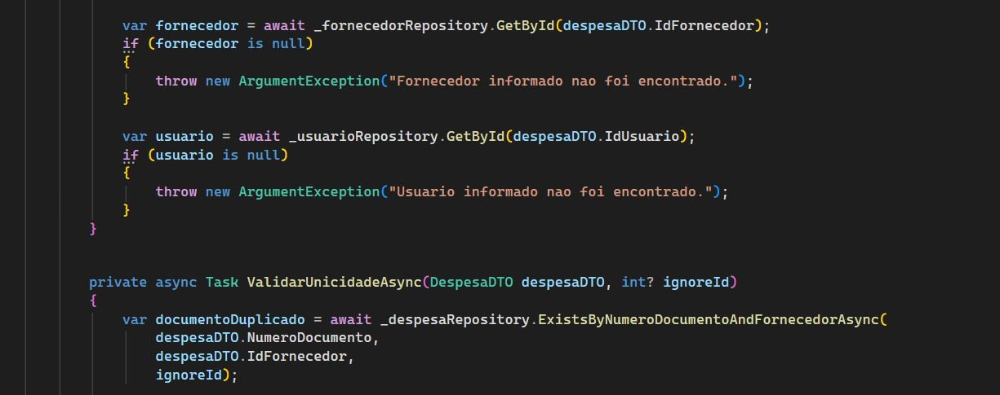 var fornecedor = await _fornecedorRepository.GetById(despesaDTO.IdFornecedor);
if (fornecedor is null)
{
throw new ArgumentException("Fornecedor informado nao foi encontrado.");
}
var usuario = await _usuarioRepository.GetById(despesaDTO.IdUsuario);
if (usuario is null)
{
throw new ArgumentException("Usuario informado nao foi encontrado.");
}
}
private async Task ValidarUnicidadeAsync(DespesaDTO despesaDTO, int? ignoreId)
{
var documentoDuplicado = await _despesaRepository.ExistsByNumeroDocumentoAndFornecedorAsync(
despesaDTO.NumeroDocumento,
despesaDTO.IdFornecedor,
ignoreId);